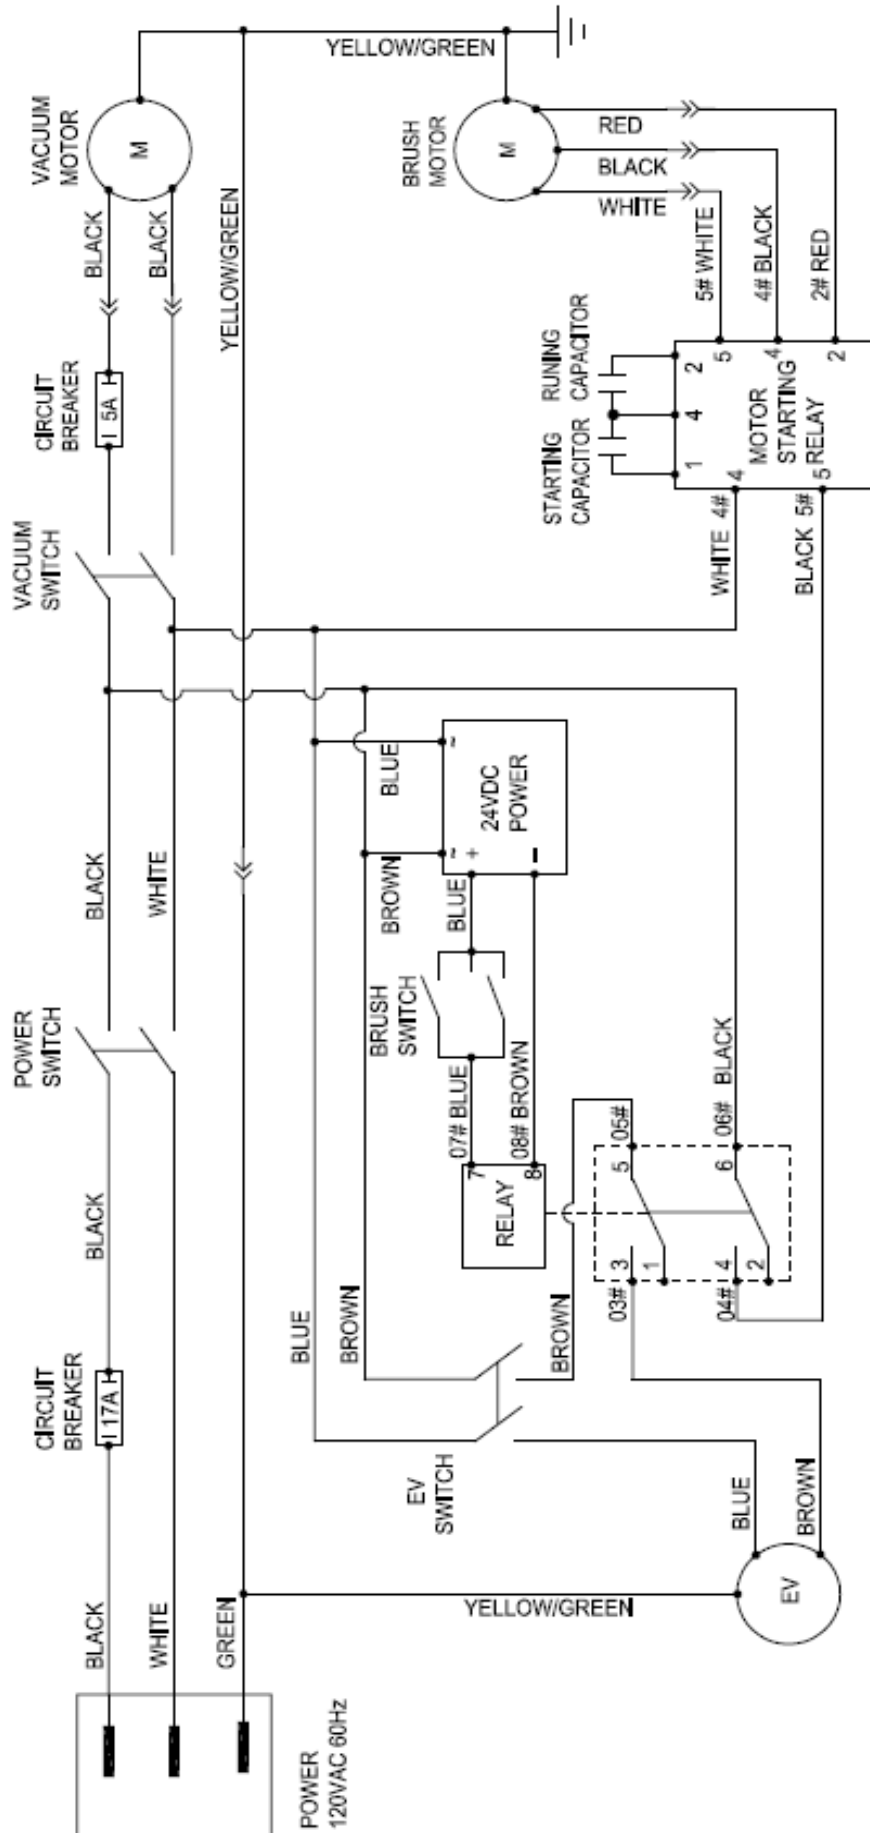 CIRCUIT
BREAKER
POWER
SWITCH
VACUUM
SWITCH
CIRCUIT
BREAKER
VACUUM
MOTOR
BLACK
I 17A
BLACK
BLACK
I 5A
BLACK
M
WHITE
WHITE
BLACK
GREEN
YELLOW/GREEN
POWER
120VAC 60Hz
BLUE
BROWN
YELLOW/GREEN
BRUSH
SWITCH
BROWN
BLUE
BRUSH
MOTOR
M
EV
SWITCH
07# BLUE
08# BROWN
BLUE
~
~
+
-
24VDC
POWER
7
8
RELAY
YELLOW/GREEN
BROWN
STARTING
CAPACITOR
RUNING
CAPACITOR
RED
BLACK
WHITE
03#
3
1
5
05#
04#
4
2
6
06#
BLACK
WHITE 4#
BLACK 5#
1
4
2
4
5
5
4
2
MOTOR
STARTING
RELAY
5# WHITE
4# BLACK
2# RED
BLUE
BROWN
EV